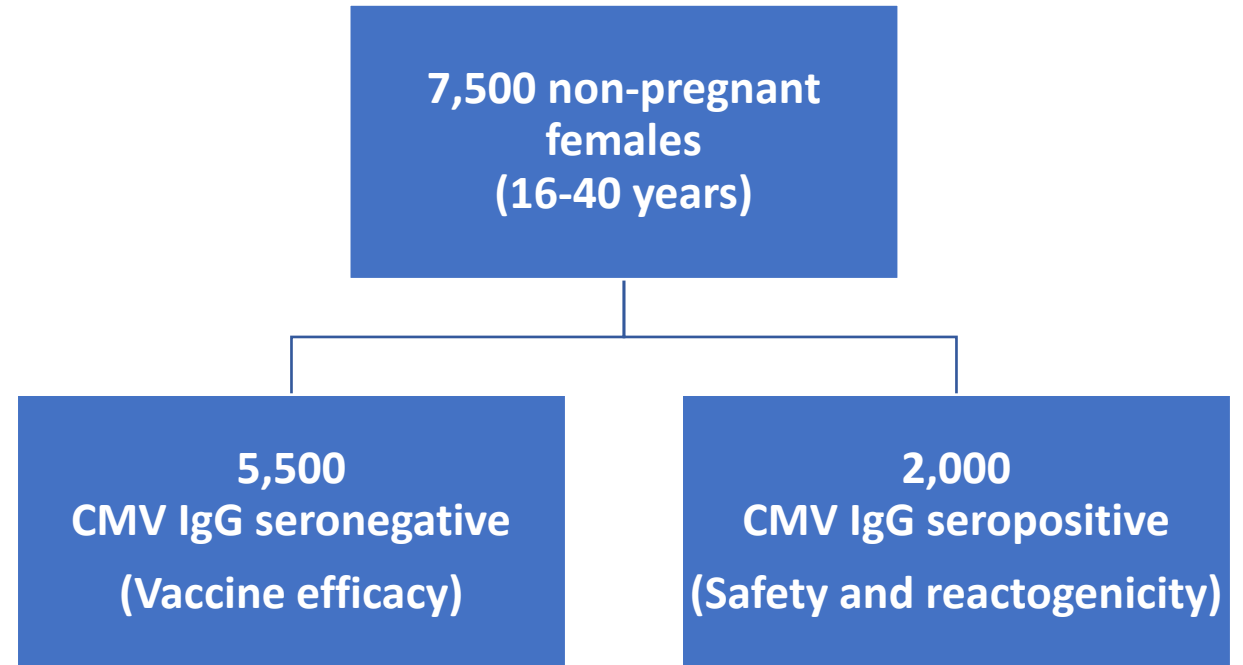 7,500 non-pregnant
females
(16-40 years)
5,500
CMV IgG seronegative
(Vaccine efficacy)
2,000
CMV IgG seropositive
(Safety and reactogenicity)